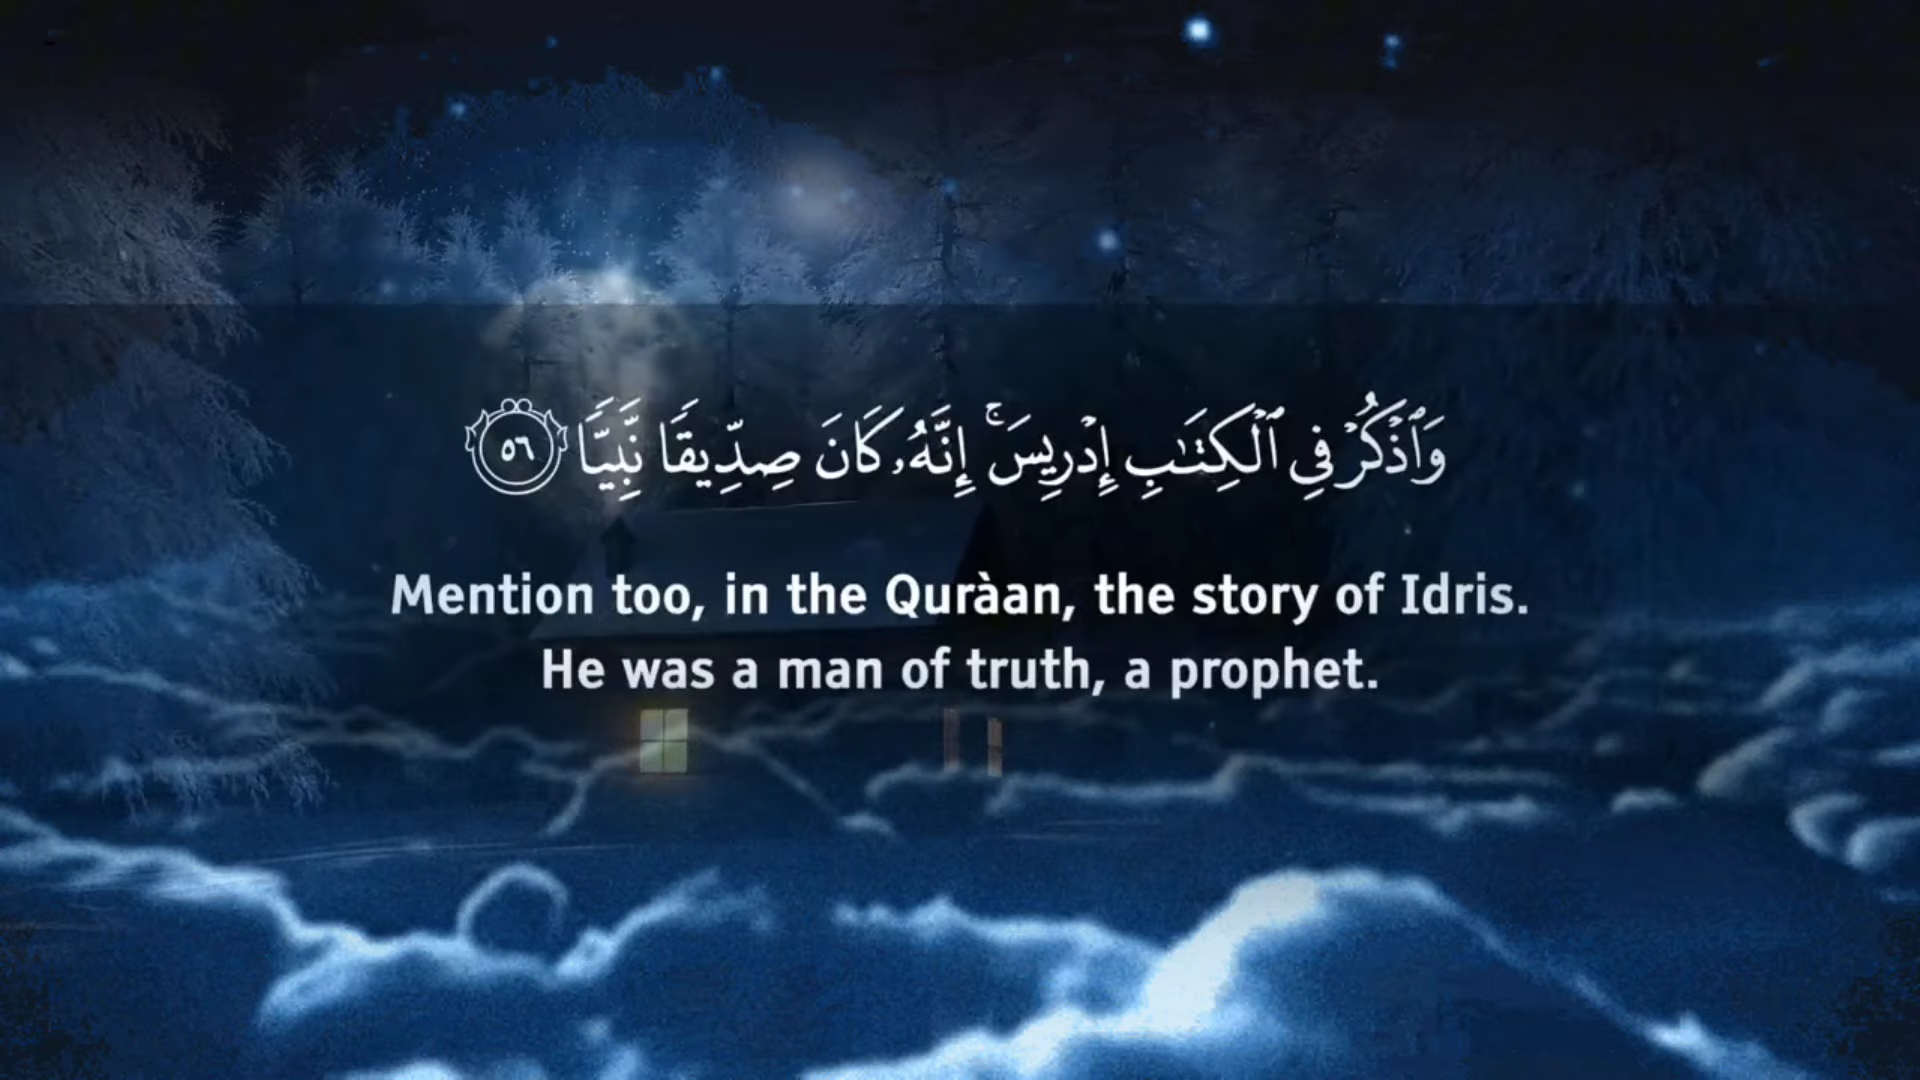 وَٱذْكُرْ فِى ٱلْكِتَـٰبِ إِدْرِيسَ ۚ إِنَّهُۥ كَانَ صِدِّيقًا نَّبِيًّا ٥٦
Mention too, in the Quràan, the story of Idris.
He was a man of truth, a prophet.